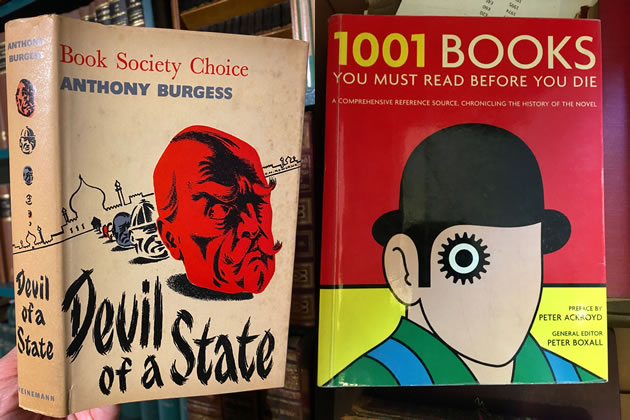 ANTHONY
BURGESS
Devil
of a
State
HEINEMANN
Book Society Choice
ANTHONY BURGESS
Devil
of a State
1001 BOOKS
YOU MUST READ BEFORE YOU DIE
A COMPREHENSIVE REFERENCE SOURCE, CHRONICLING THE HISTORY OF THE NOVEL
PREFACE BY
PETER ACKROYD
GENERAL EDITOR
PETER BOXALL